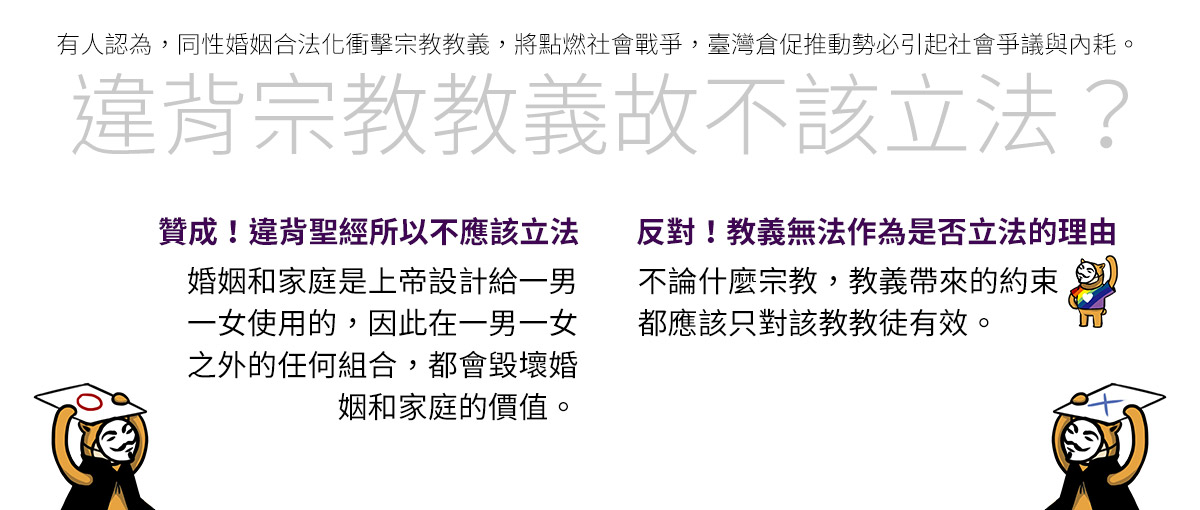 有人認為，同性婚姻合法化衝擊宗教教義，將點燃社會戰爭，臺灣倉促推動勢必引起社會爭議與內耗。
違背宗教教義故不該立法？
贊成！違背聖經所以不應該立法
婚姻和家庭是上帝設計給一男
一女使用的，因此在一男一女
之外的任何組合，都會毀壞婚
姻和家庭的價值。
反對！教義無法作為是否立法的理由
不論什麼宗教，教義帶來的約束
都應該只對該教教徒有效。